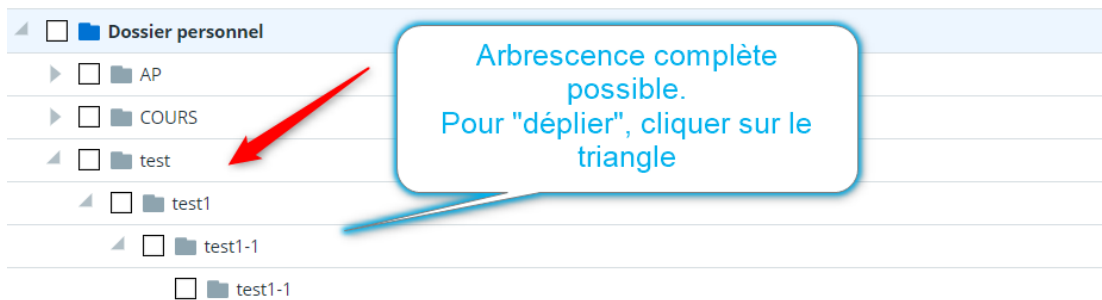 Dossier personnel
AP
COURS
test
test1
test1-1
test1-1
Arbrescence complète
possible.
Pour "déplier", cliquer sur le
triangle